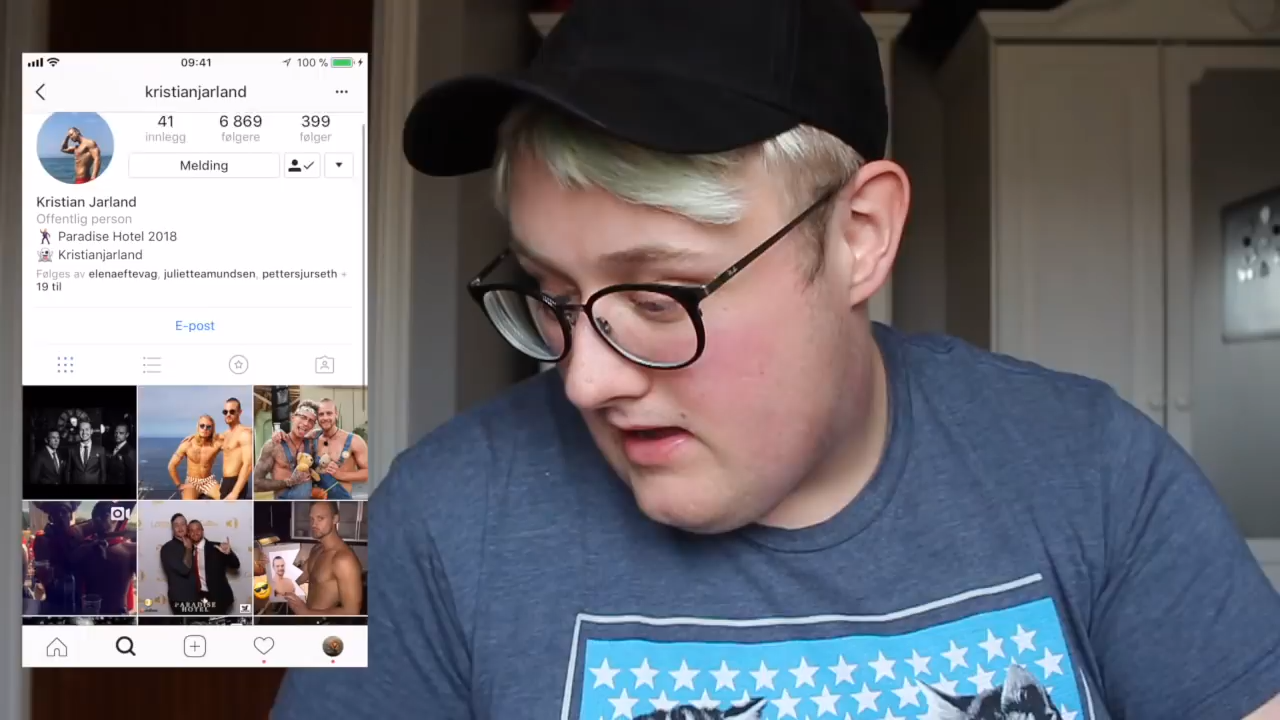 09:41
100 %
kristianjarland
41 6 869 399
innlegg følgere følger
Melding
Kristian Jarland
Offentlig person
Paradise Hotel 2018
Kristianjarland
Følges av elenaeftevag, julietteamundsen, pettersjurseth +
19 til
E-post
PARADISE
HOTEL